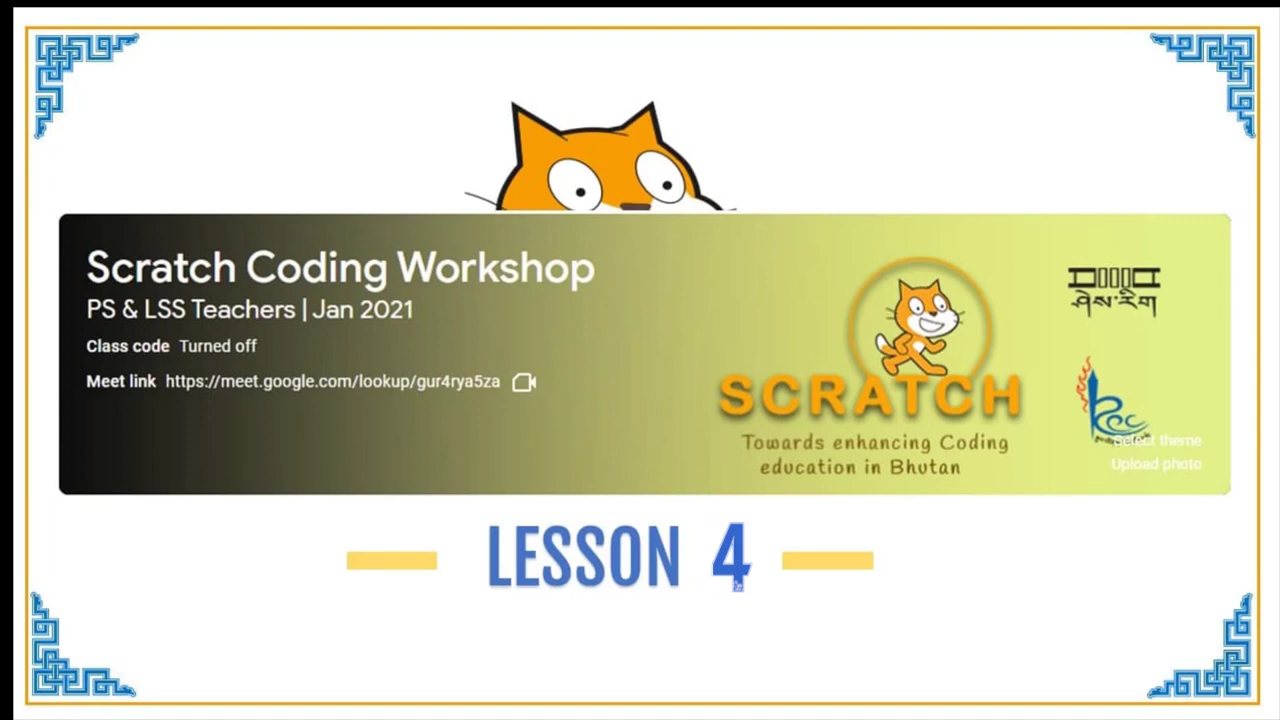 Scratch Coding Workshop
PS & LSS Teachers | Jan 2021
Class code Turned off
Meet link https://meet.google.com/lookup/gur4rya5za
SCRATCH
Towards enhancing Coding
education in Bhutan
ཤེས་རིག
Select theme
Upload photo
LESSON 4